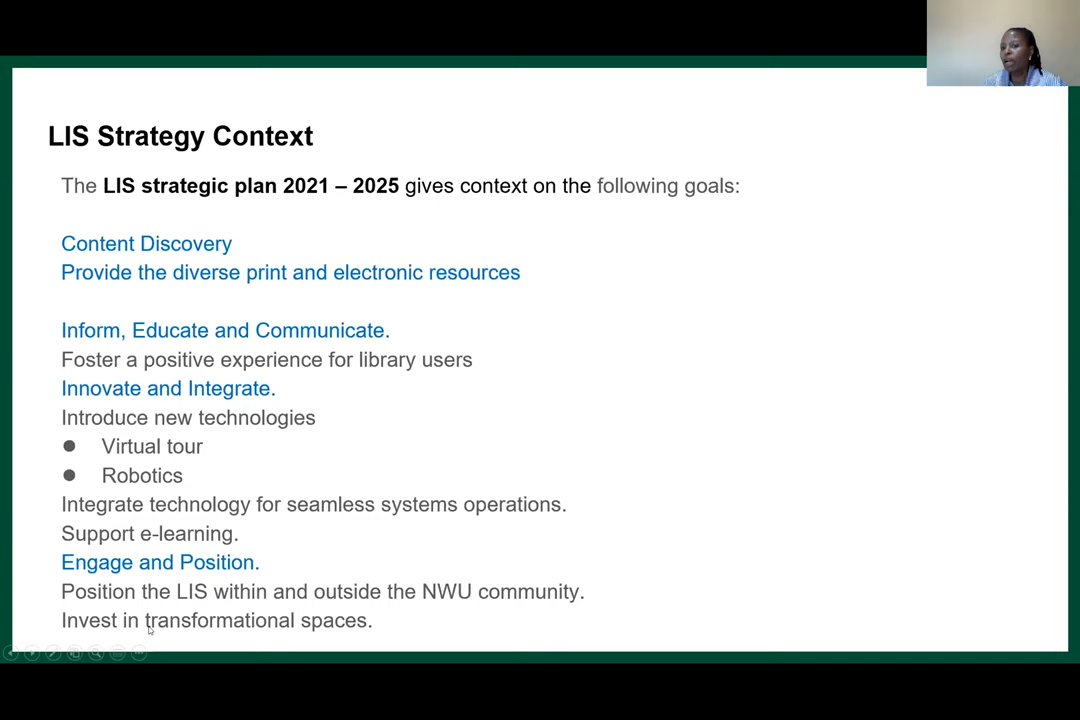 LIS Strategy Context
The LIS strategic plan 2021 – 2025 gives context on the following goals:
Content Discovery
Provide the diverse print and electronic resources
Inform, Educate and Communicate.
Foster a positive experience for library users
Innovate and Integrate.
Introduce new technologies
● Virtual tour
● Robotics
Integrate technology for seamless systems operations.
Support e-learning.
Engage and Position.
Position the LIS within and outside the NWU community.
Invest in transformational spaces.